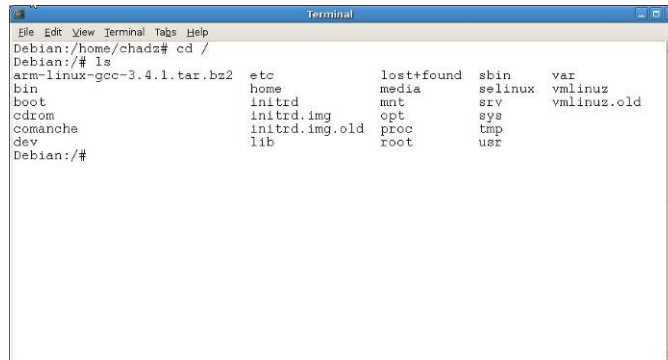 Terminal
File Edit View Terminal Tabs Help
Debian:/home/chadz# cd /
Debian:/# ls
arm-linux-gcc-3.4.1.tar.bz2 etc lost+found sbin var
bin home media selinux vmlinuz
boot initrd mnt srv vmlinuz.old
cdrom initrd.img opt sys
comanche initrd.img.old proc tmp
dev lib root usr
Debian:/#